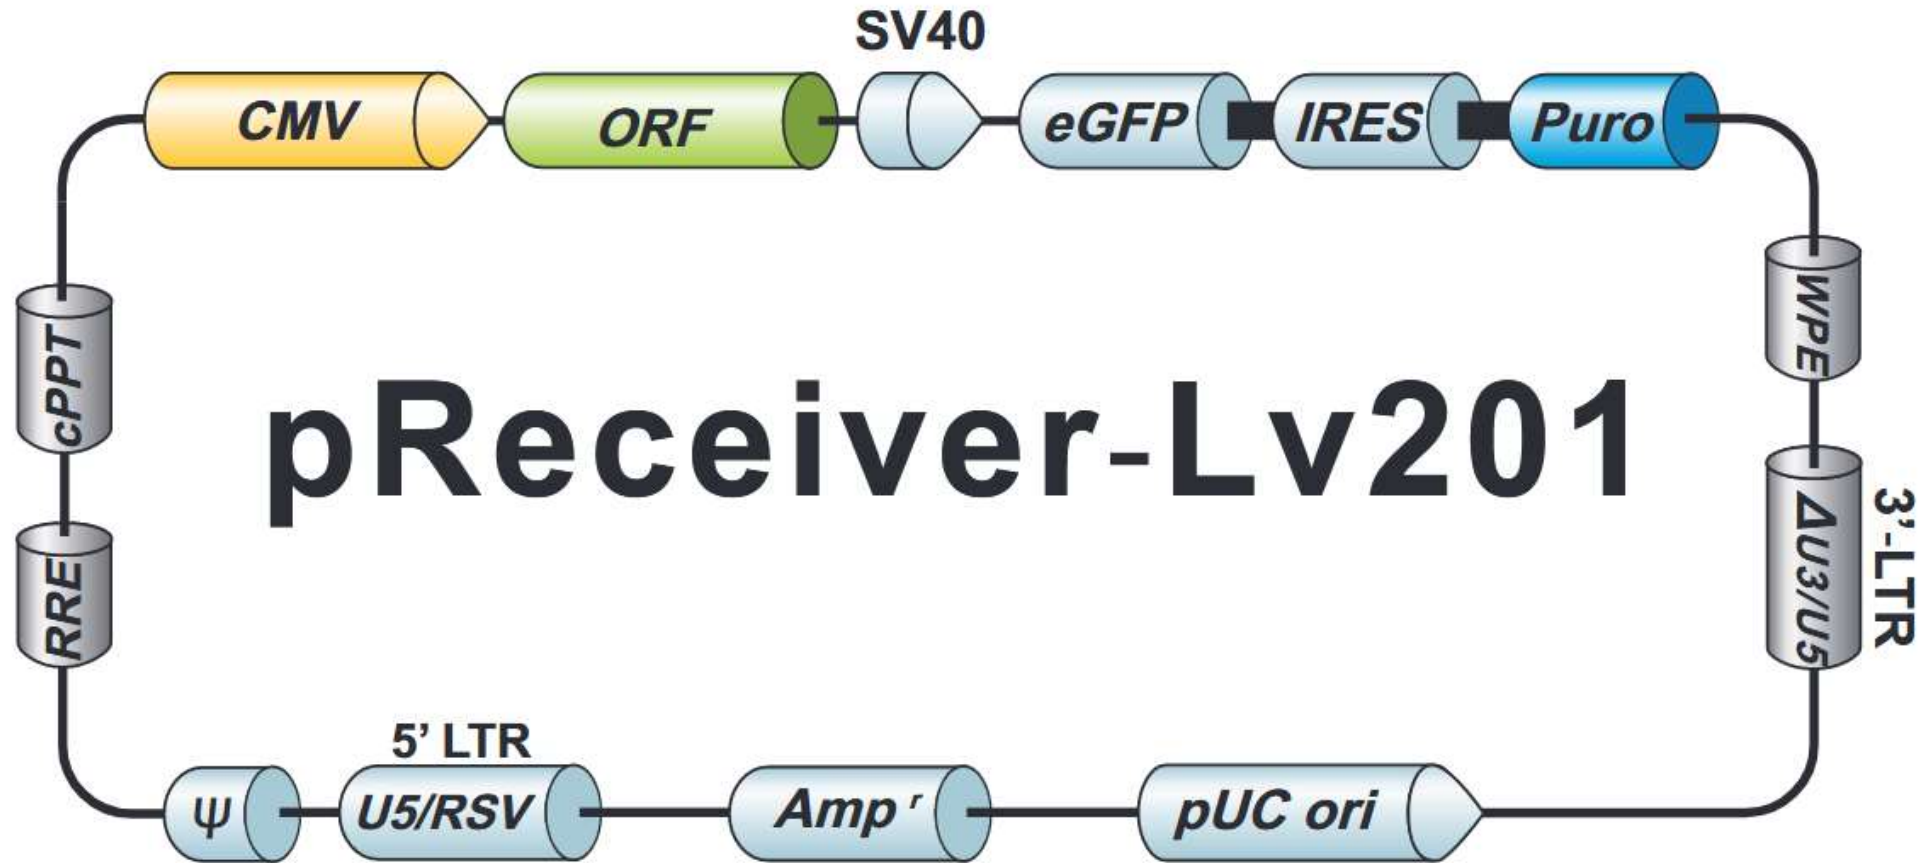 SV40
CMV
ORF
eGFP
IRES
Puro
cPPT
WPE
pReceiver-Lv201
RRE
ΔU3/U5
3’-LTR
5’ LTR
ψ
U5/RSV
Amp ʳ
pUC ori